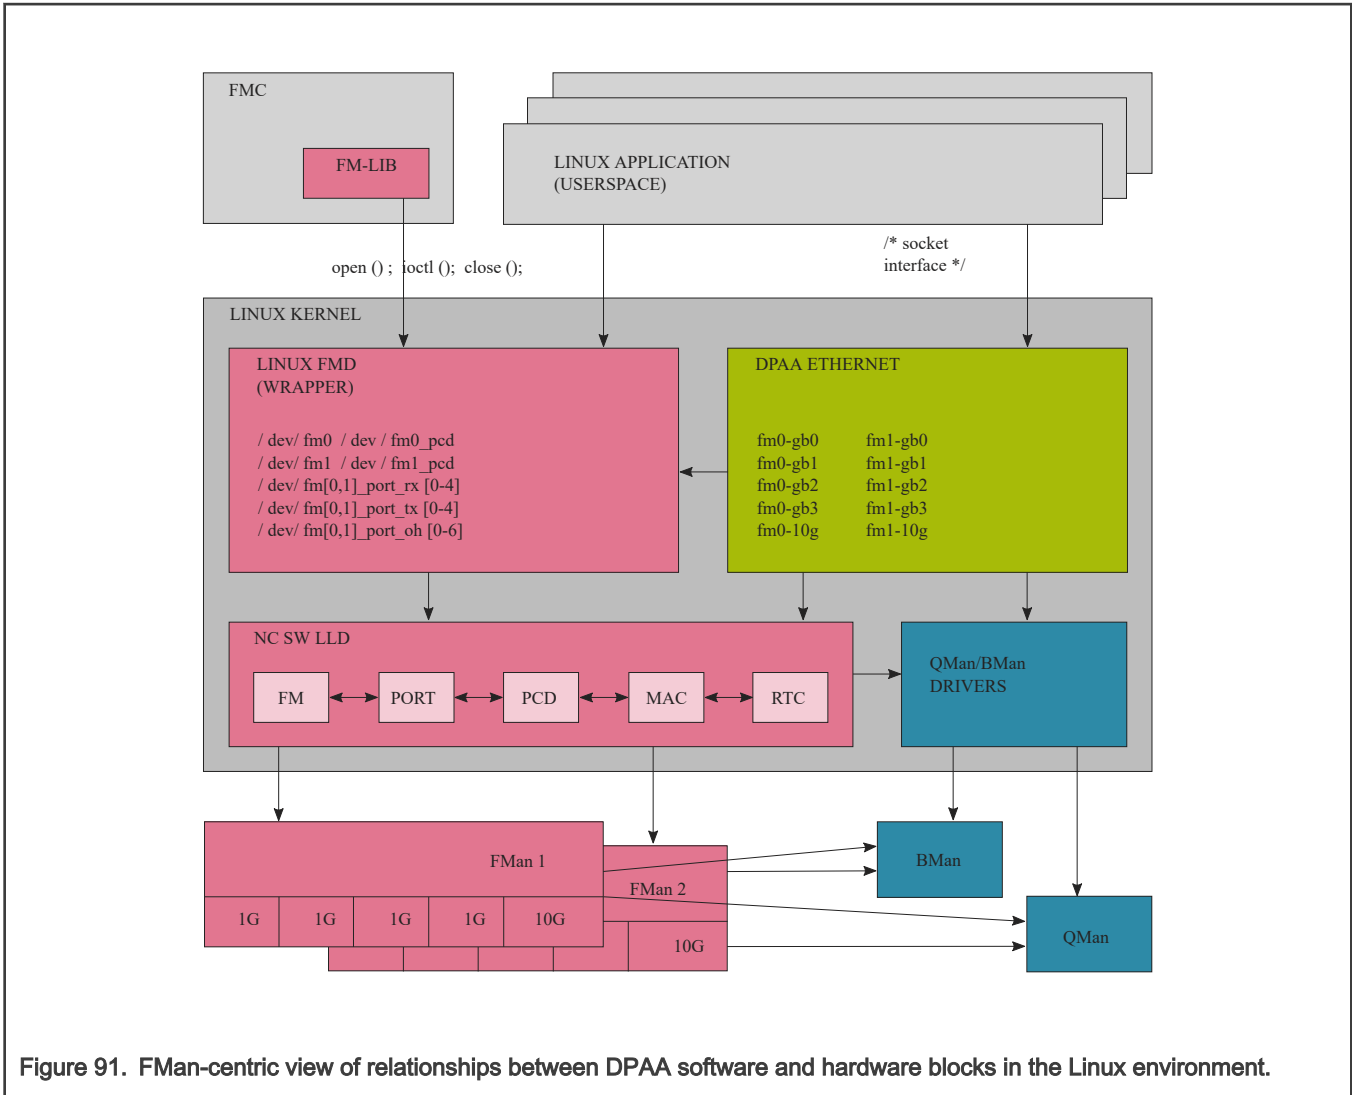 FMC
FM-LIB
LINUX APPLICATION
(USERSPACE)
/* socket
interface */
open () ; ioctl (); close ();
LINUX KERNEL
LINUX FMD
(WRAPPER)
/ dev/ fm0 / dev / fm0_pcd
/ dev/ fm1 / dev / fm1_pcd
/ dev/ fm[0,1]_port_rx [0-4]
/ dev/ fm[0,1]_port_tx [0-4]
/ dev/ fm[0,1]_port_oh [0-6]
DPAA ETHERNET
fm0-gb0 fm1-gb0
fm0-gb1 fm1-gb1
fm0-gb2 fm1-gb2
fm0-gb3 fm1-gb3
fm0-10g fm1-10g
NC SW LLD
FM PORT PCD MAC RTC
QMan/BMan
DRIVERS
FMan 1
1G 1G 1G 1G 10G
FMan 2
10G
BMan
QMan
Figure 91. FMan-centric view of relationships between DPAA software and hardware blocks in the Linux environment.